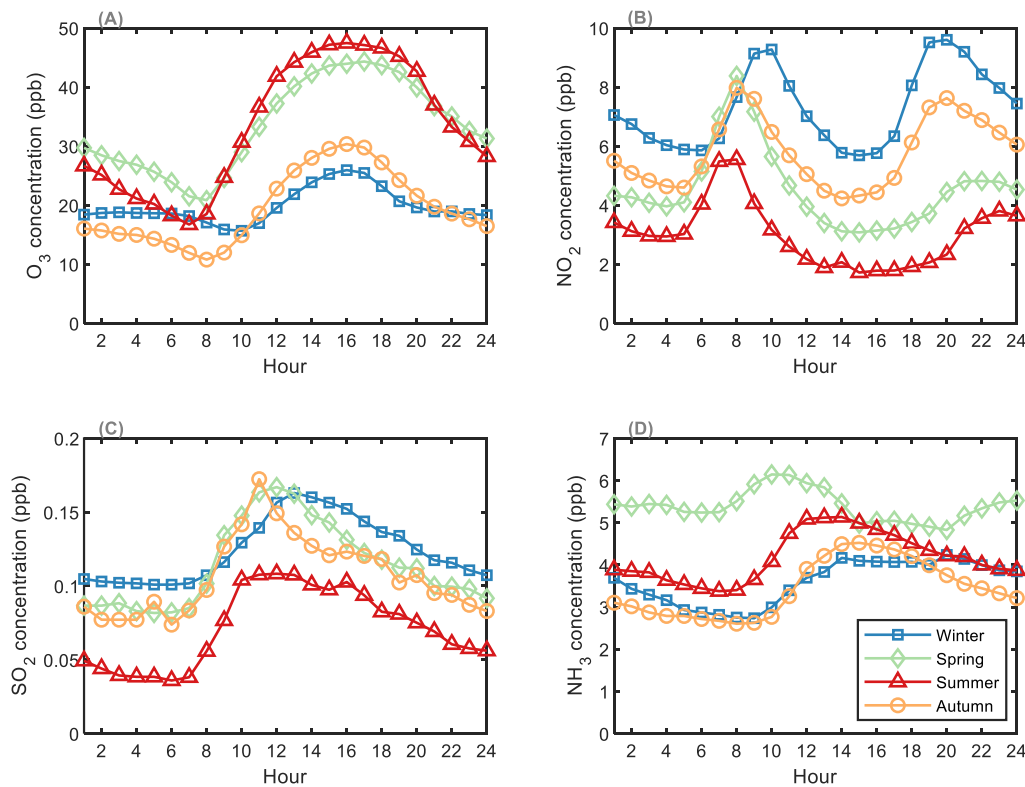 (A)
50
40
30
20
10
0
O3 concentration (ppb)
2 4 6 8 10 12 14 16 18 20 22 24
Hour
(B)
10
8
6
4
2
0
NO2 concentration (ppb)
2 4 6 8 10 12 14 16 18 20 22 24
Hour
(C)
0.2
0.15
0.1
0.05
0
SO2 concentration (ppb)
2 4 6 8 10 12 14 16 18 20 22 24
Hour
(D)
7
6
5
4
3
2
1
0
NH3 concentration (ppb)
2 4 6 8 10 12 14 16 18 20 22 24
Hour
Winter
Spring
Summer
Autumn